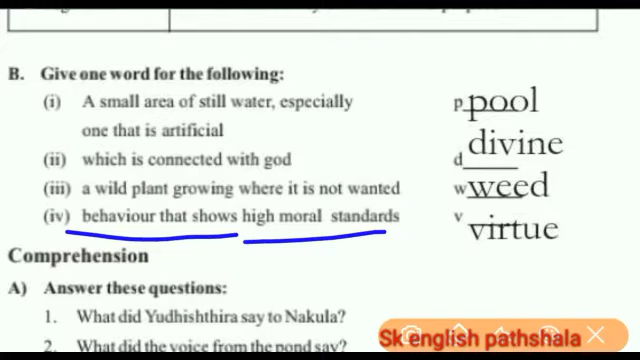 B. Give one word for the following:
(i) A small area of still water, especially p pool
one that is artificial
(ii) which is connected with god d divine
(iii) a wild plant growing where it is not wanted w weed
(iv) behaviour that shows high moral standards v virtue
Comprehension
A) Answer these questions:
1. What did Yudhishthira say to Nakula?
2. What did the voice from the pond say?
Sk english pathshala